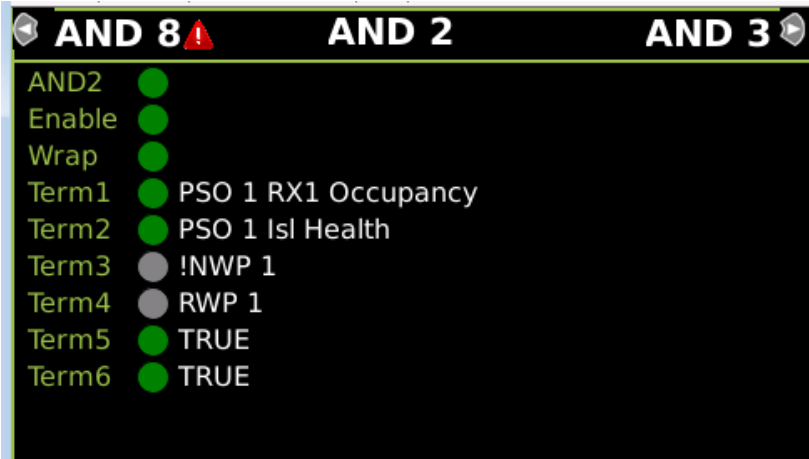 AND 8 AND 2 AND 3
AND2
Enable
Wrap
Term1 PSO 1 RX1 Occupancy
Term2 PSO 1 Isl Health
Term3 !NWP 1
Term4 RWP 1
Term5 TRUE
Term6 TRUE